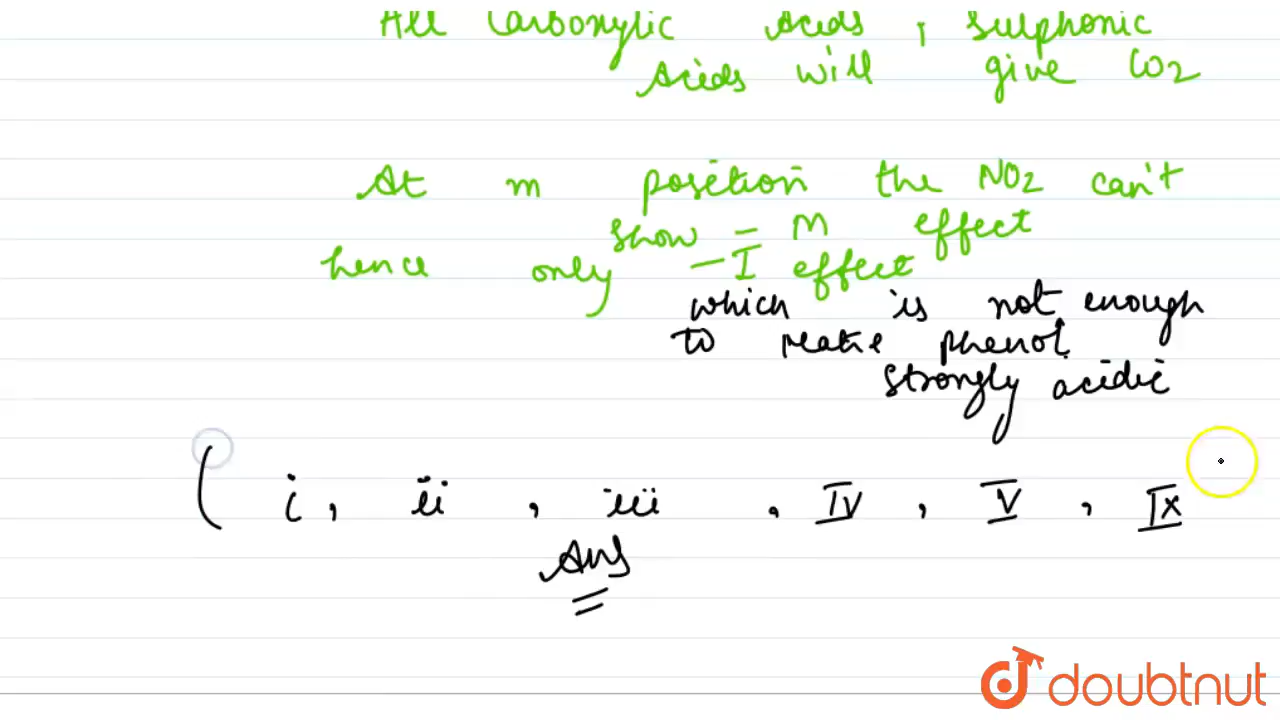 All Carboxylic Acids , Sulphonic
Acids will give CO2
At m position the NO2 can't
show - M effect
hence only - I effect
which is not enough
to make phenol
strongly acidic
( i, ii , iii , IV , V , IX
Ans
doubtnut